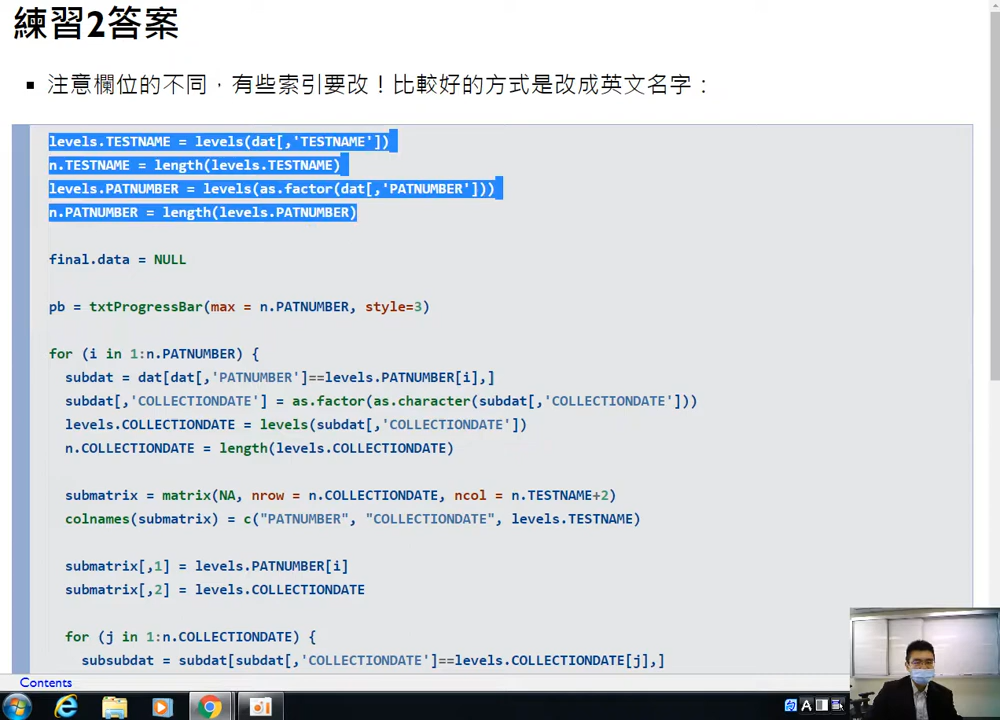 練習2答案
注意欄位的不同，有些索引要改！比較好的方式是改成英文名字：
levels.TESTNAME = levels(dat[,'TESTNAME'])
n.TESTNAME = length(levels.TESTNAME)
levels.PATNUMBER = levels(as.factor(dat[,'PATNUMBER']))
n.PATNUMBER = length(levels.PATNUMBER)
final.data = NULL
pb = txtProgressBar(max = n.PATNUMBER, style=3)
for (i in 1:n.PATNUMBER) {
subdat = dat[dat[,'PATNUMBER']==levels.PATNUMBER[i],]
subdat[,'COLLECTIONDATE'] = as.factor(as.character(subdat[,'COLLECTIONDATE']))
levels.COLLECTIONDATE = levels(subdat[,'COLLECTIONDATE'])
n.COLLECTIONDATE = length(levels.COLLECTIONDATE)
submatrix = matrix(NA, nrow = n.COLLECTIONDATE, ncol = n.TESTNAME+2)
colnames(submatrix) = c("PATNUMBER", "COLLECTIONDATE", levels.TESTNAME)
submatrix[,1] = levels.PATNUMBER[i]
submatrix[,2] = levels.COLLECTIONDATE
for (j in 1:n.COLLECTIONDATE) {
subsubdat = subdat[subdat[,'COLLECTIONDATE']==levels.COLLECTIONDATE[j],]
Contents
A